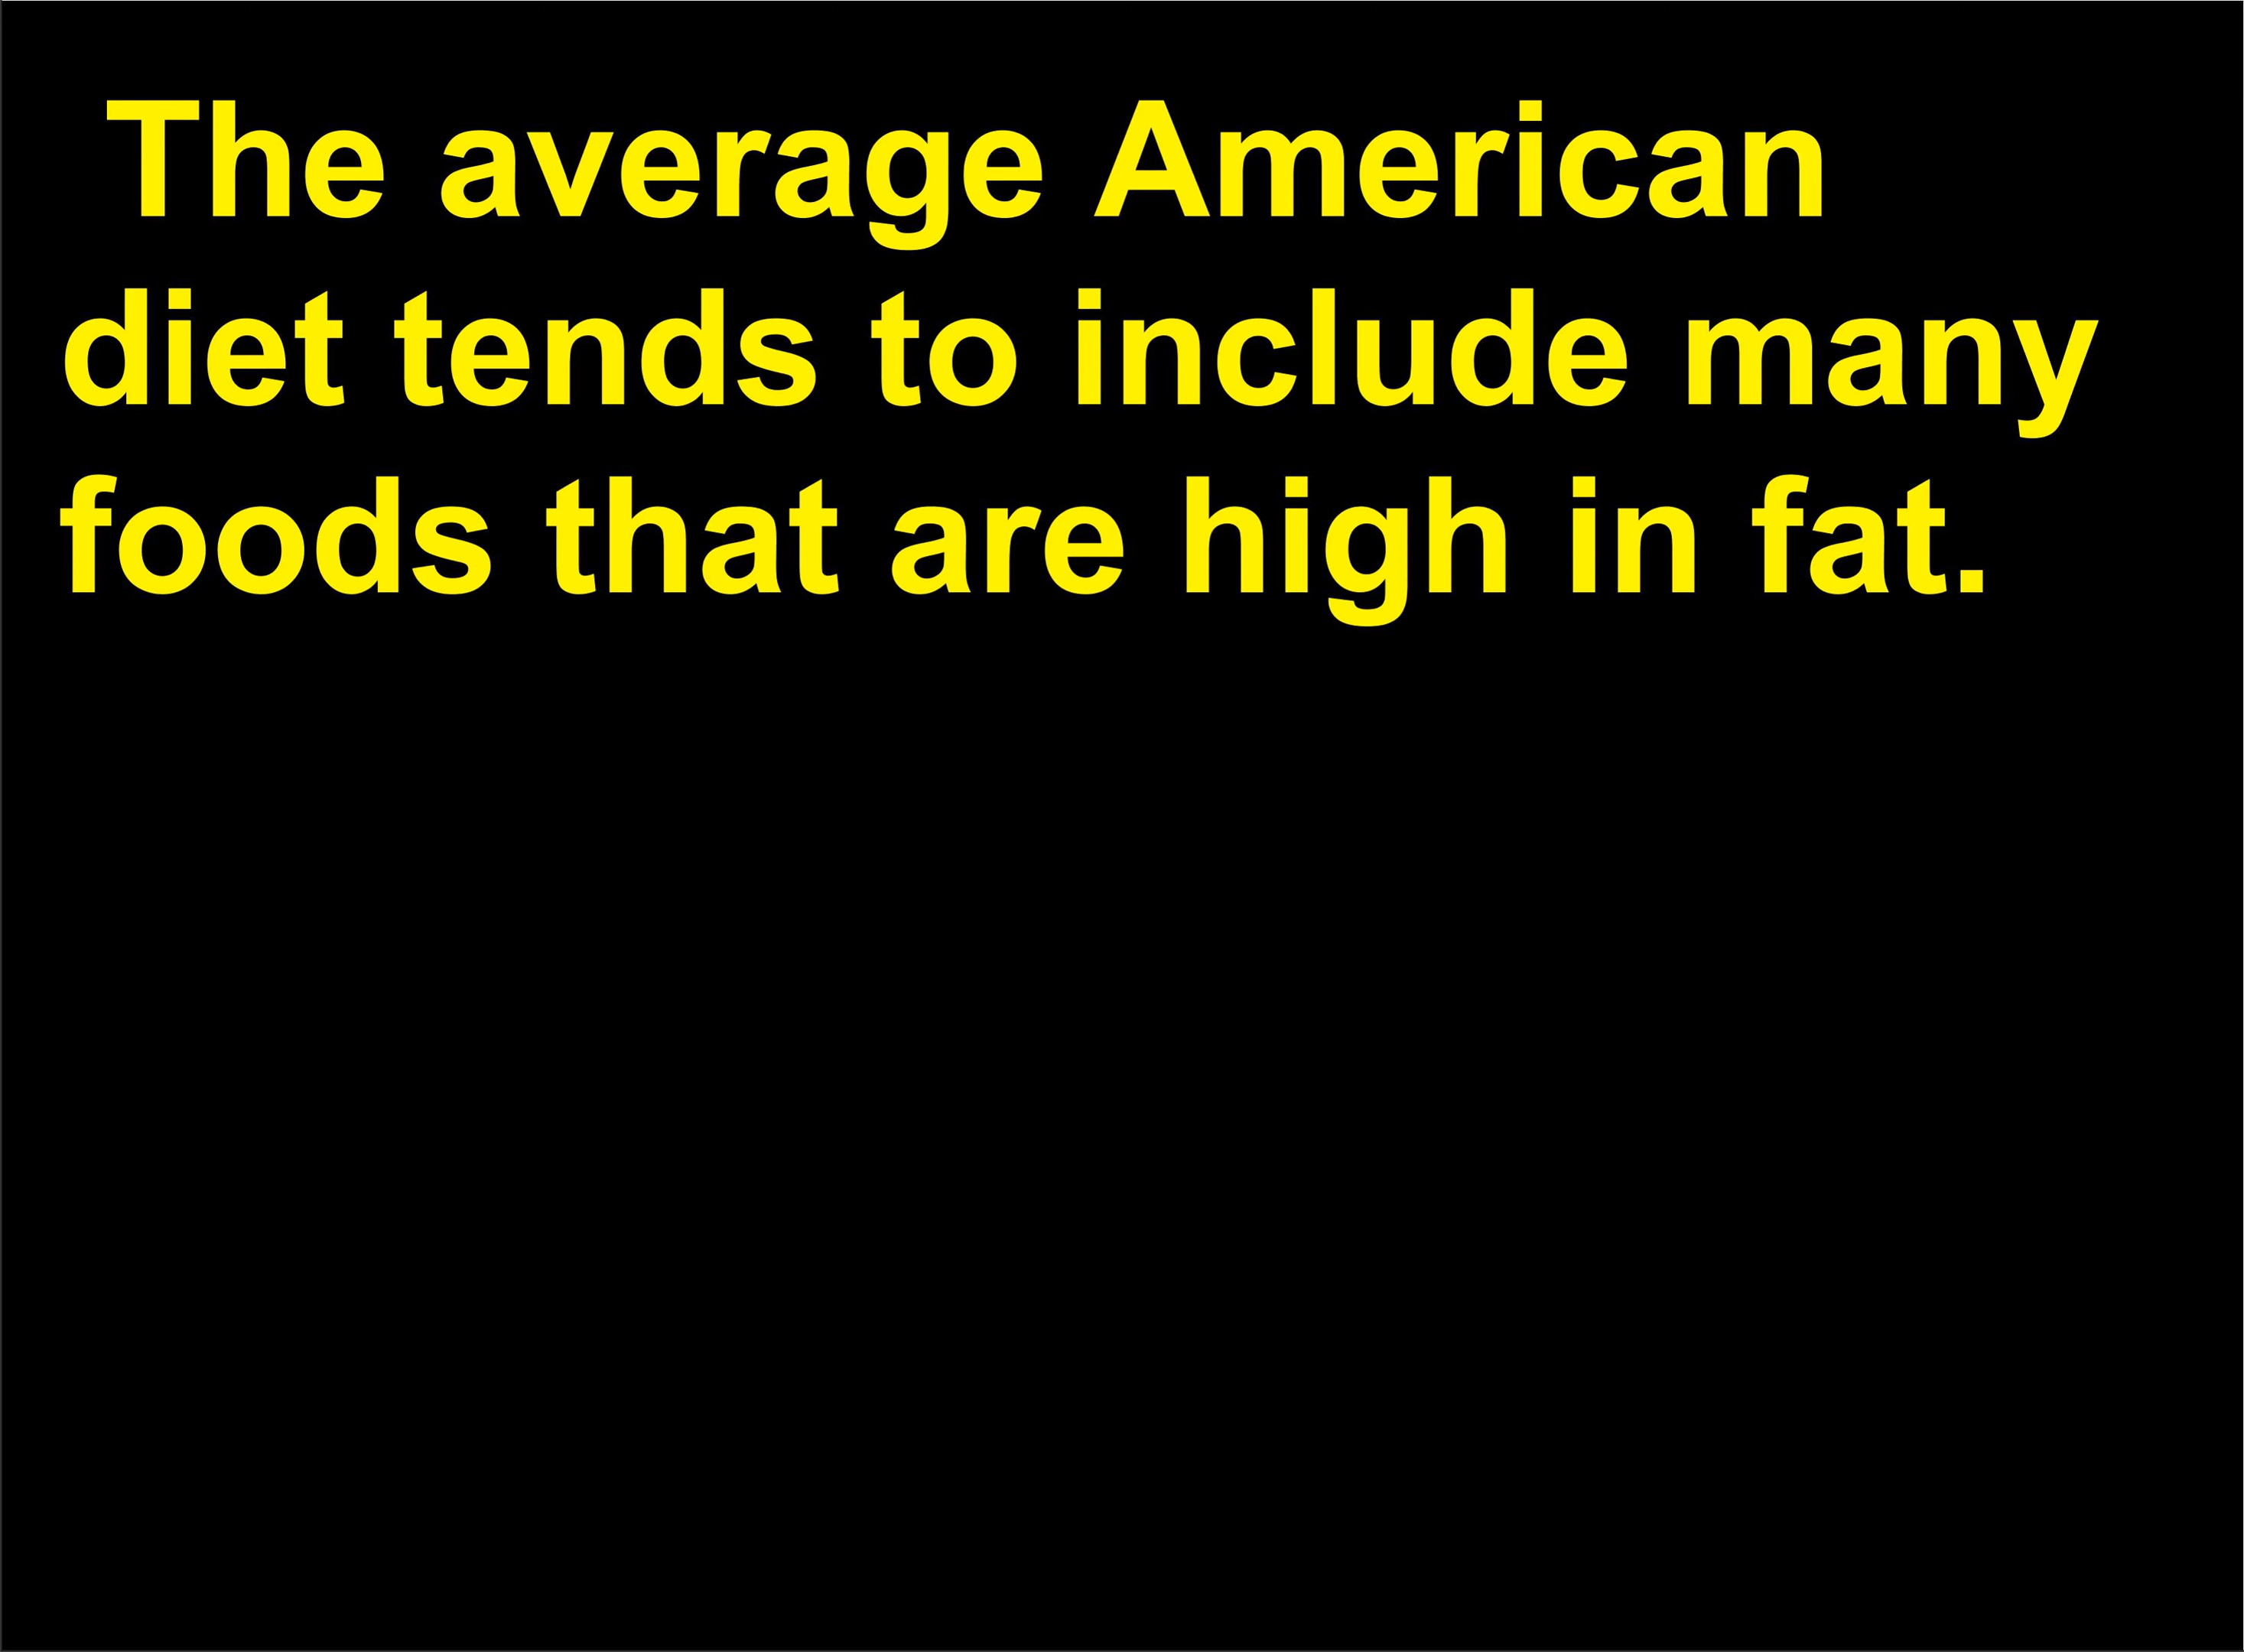 The average American
diet tends to include many
foods that are high in fat.